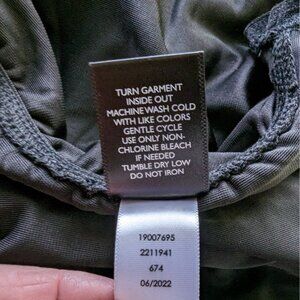 TURN GARMENT
INSIDE OUT
MACHINE WASH COLD
WITH LIKE COLORS
GENTLE CYCLE
USE ONLY NON-
CHLORINE BLEACH
IF NEEDED
TUMBLE DRY LOW
DO NOT IRON
19007695
2211941
674
06/2022